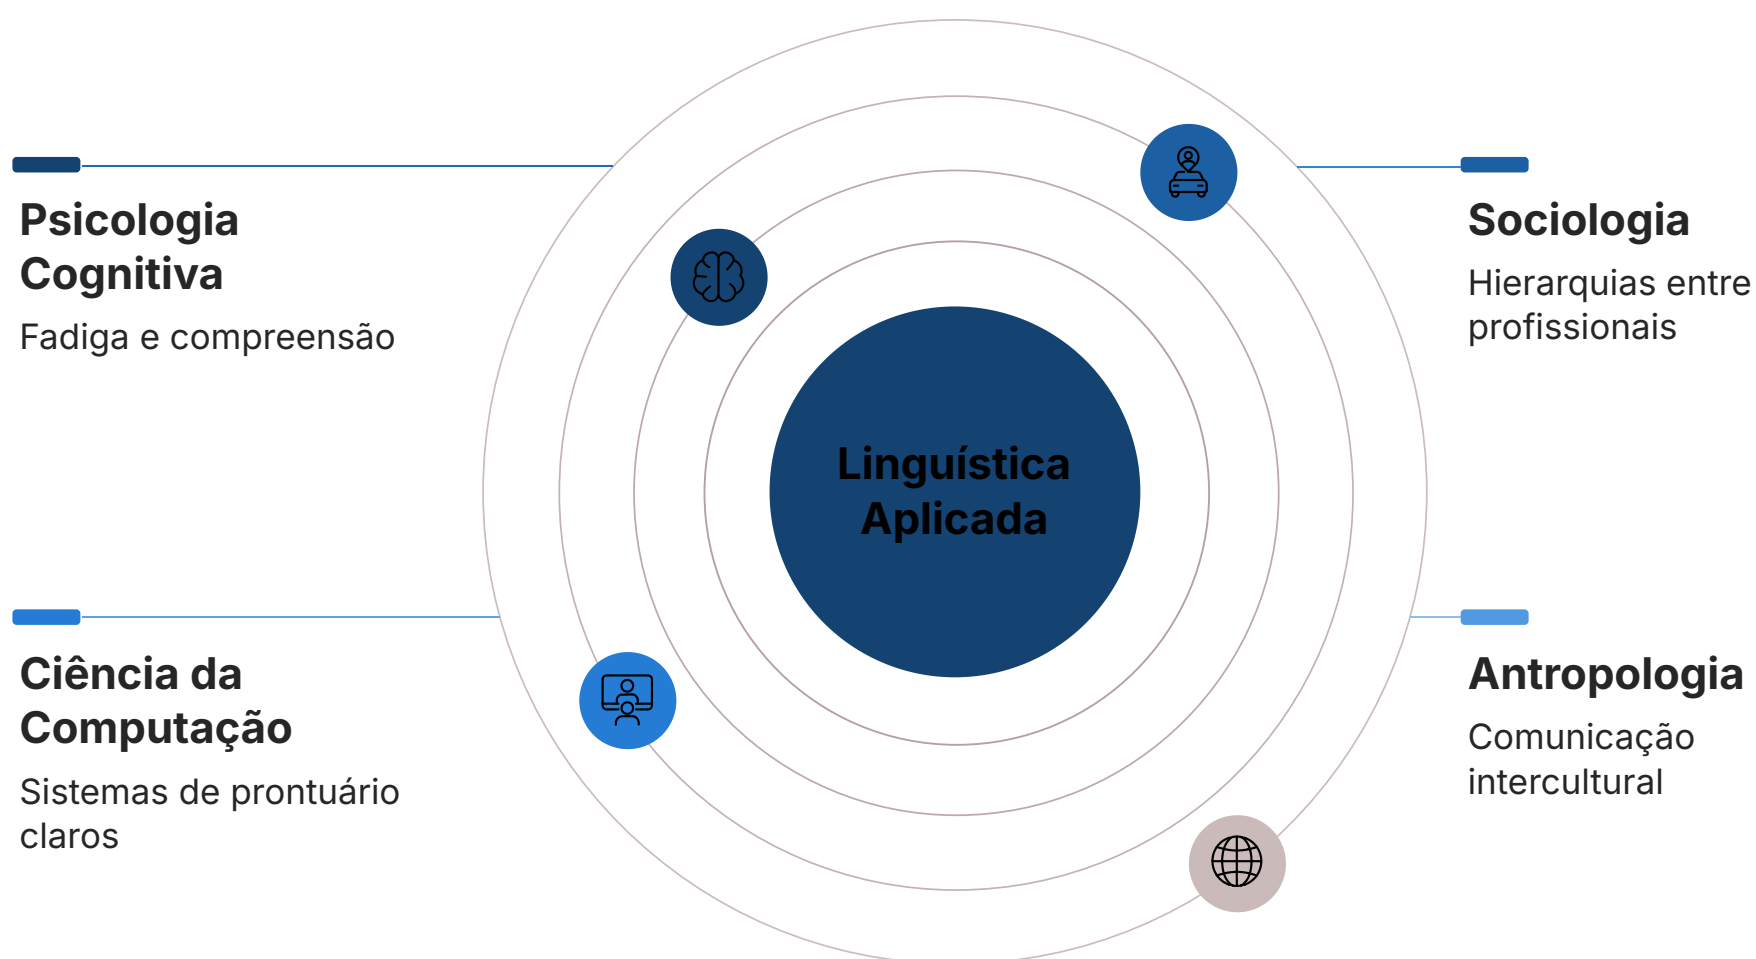 Psicologia
Cognitiva
Fadiga e compreensão
Sociologia
Hierarquias entre
profissionais
Linguística
Aplicada
Ciência da
Computação
Sistemas de prontuário
claros
Antropologia
Comunicação
intercultural